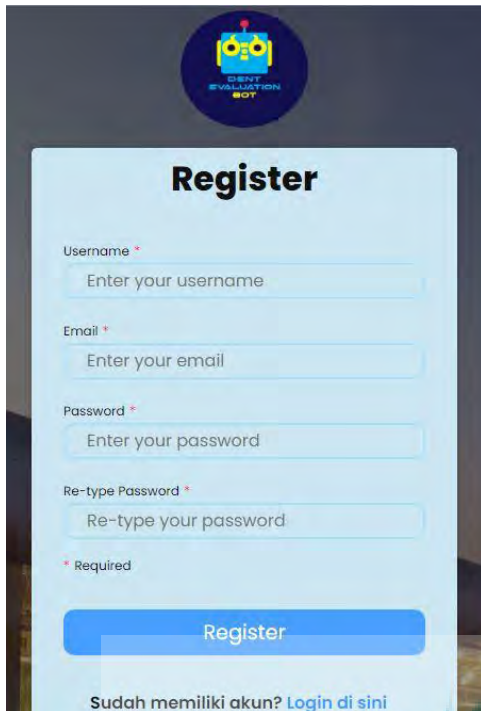 DENT
EVALUATION
BOT
Register
Username *
Enter your username
Email *
Enter your email
Password *
Enter your password
Re-type Password *
Re-type your password
* Required
Register
Sudah memiliki akun? Login di sini